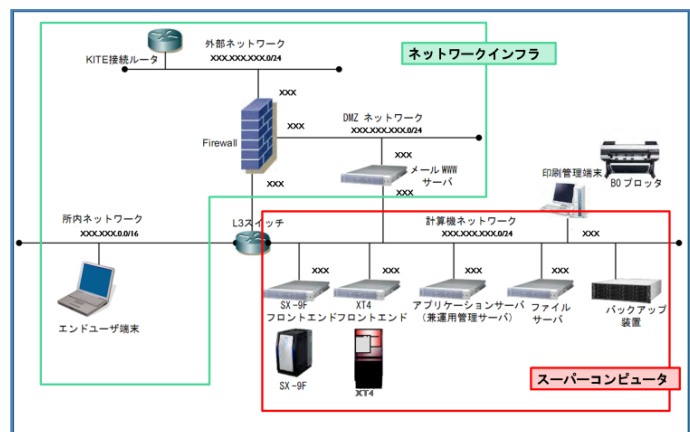 外部ネットワーク
ネットワークインフラ
KITE接続ルータ
XXX.XXX.XXX.0/24
XXX
DMZ ネットワーク
XXX
XXX.XXX.XXX.0/24
Firewall
XXX
メールWWW
サーバ
印刷管理端末
B0プロッタ
XXX
XXX
所内ネットワーク
L3スイッチ
計算機ネットワーク
XXX.XXX.0.0/16
XXX.XXX.XXX.0/24
XXX
XXX
XXX
XXX
XXX
SX-9F
フロントエンド
XT4
フロントエンド
アプリケーションサーバ
(兼運用管理サーバ)
ファイル
サーバ
バックアップ
装置
エンドユーザ端末
SX-9F
XT4
スーパーコンピュータ